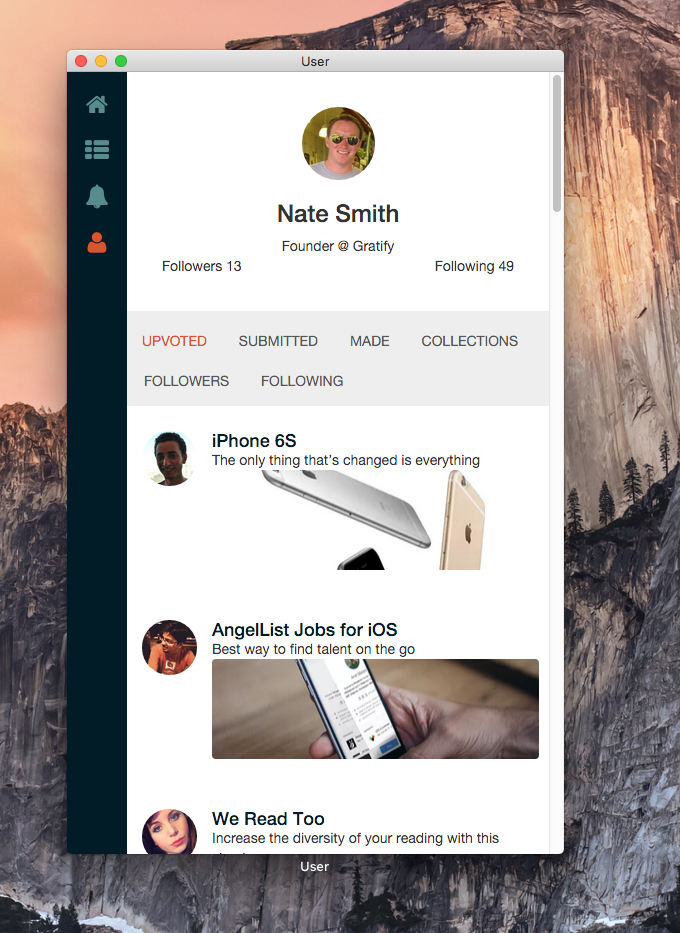 User
Nate Smith
Founder @ Gratify
Followers 13
Following 49
UPVOTED
SUBMITTED
MADE
COLLECTIONS
FOLLOWERS
FOLLOWING
iPhone 6S
The only thing that's changed is everything
AngelList Jobs for iOS
Best way to find talent on the go
We Read Too
Increase the diversity of your reading with this
User